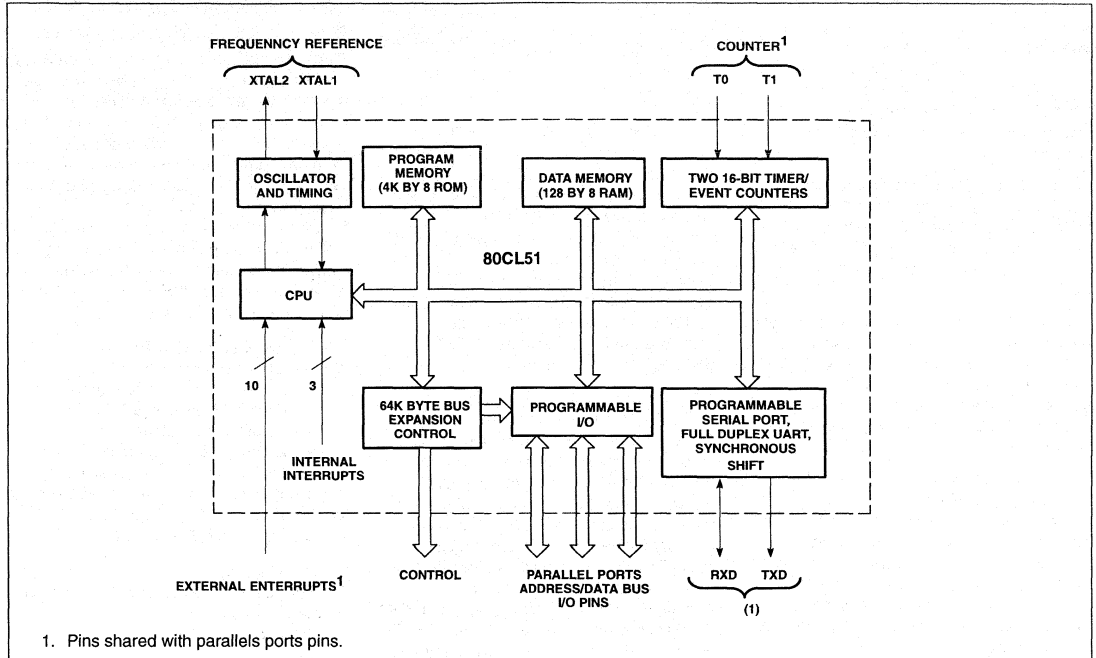 FREQUENNCY REFERENCE
XTAL2 XTAL1
COUNTER1
T0 T1
OSCILLATOR
AND TIMING
PROGRAM
MEMORY
(4K BY 8 ROM)
DATA MEMORY
(128 BY 8 RAM)
TWO 16-BIT TIMER/
EVENT COUNTERS
80CL51
CPU
10
3
INTERNAL
INTERRUPTS
64K BYTE BUS
EXPANSION
CONTROL
PROGRAMMABLE
I/O
PROGRAMMABLE
SERIAL PORT,
FULL DUPLEX UART,
SYNCHRONOUS
SHIFT
EXTERNAL ENTERRUPTS1
CONTROL
PARALLEL PORTS
ADDRESS/DATA BUS
I/O PINS
RXD TXD
(1)
1. Pins shared with parallels ports pins.